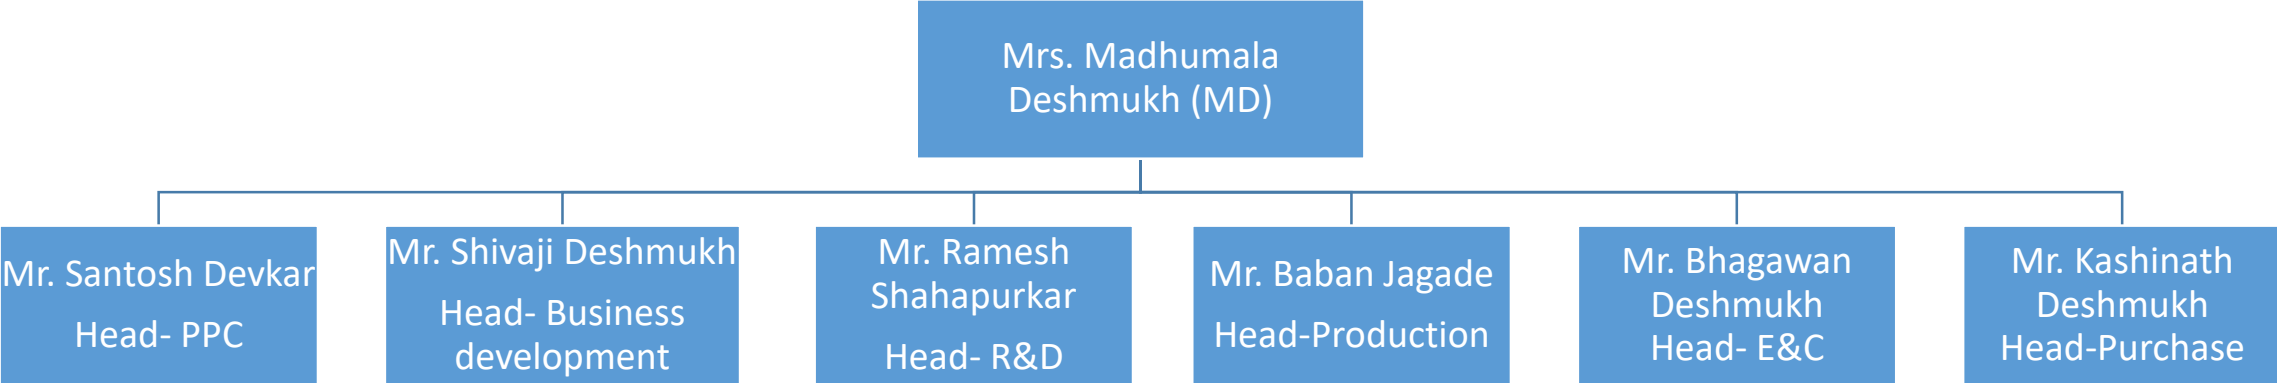 Mrs. Madhumala
Deshmukh (MD)
Mr. Santosh Devkar
Head- PPC
Mr. Shivaji Deshmukh
Head- Business
development
Mr. Ramesh
Shahapurkar
Head- R&D
Mr. Baban Jagade
Head-Production
Mr. Bhagawan
Deshmukh
Head- E&C
Mr. Kashinath
Deshmukh
Head-Purchase